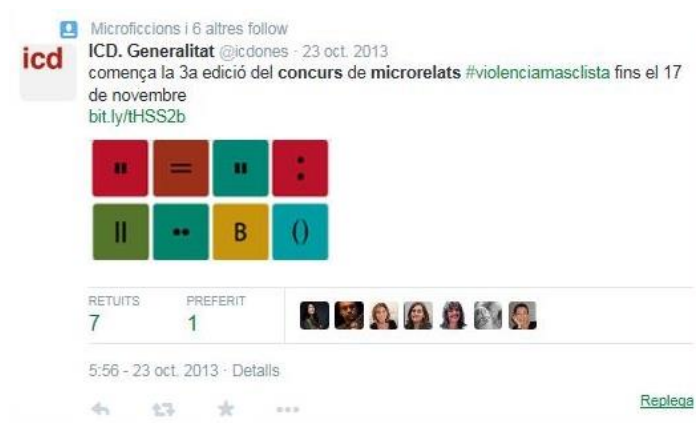 Microficcions i 6 altres follow
icd
ICD. Generalitat @icdones · 23 oct. 2013
comença la 3a edició del concurs de microrelats #violenciamasclista fins el 17
de novembre
bit.ly/tHSS2b
" = " :
|| •• B ()
RETUITS PREFERIT
7 1
5:56 - 23 oct. 2013 · Detalls
Replega